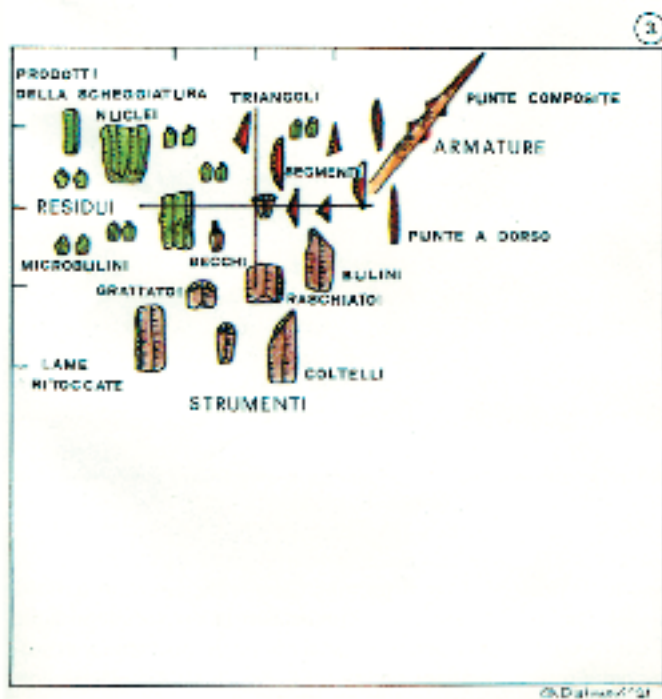 2
PRODOTTI
DELLA SCHEGGIATURA
NUCLEI
TRIANGOLI
PUNTE COMPOSITE
ARMATURE
SEGMENTI
RESIDUI
PUNTE A DORSO
MICROBULINI
BECCHI
BULINI
GRATTATOI
RASCHIATOI
LAME
RITOCCATE
COLTELLI
STRUMENTI